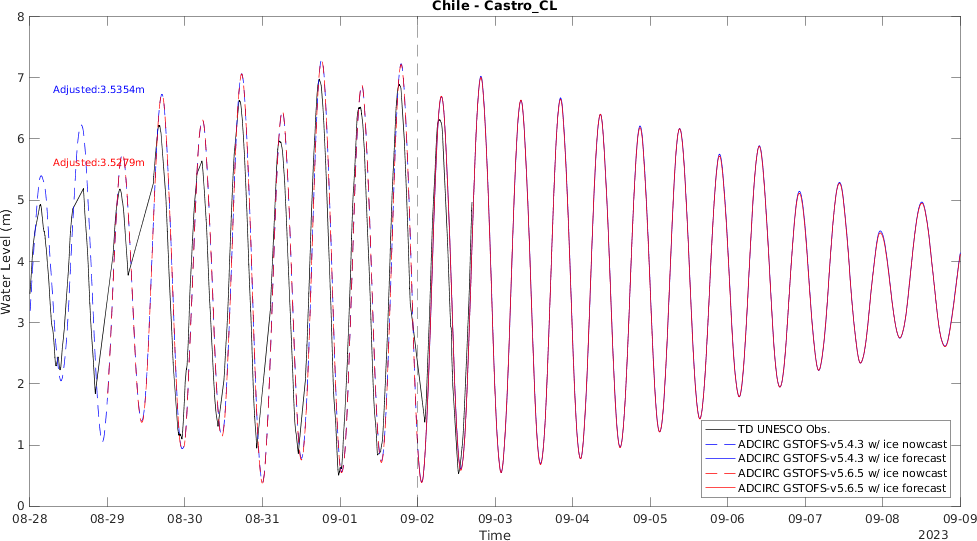 Chile - Castro_CL
8
7
6
5
4
3
2
1
0
Water Level (m)
Adjusted:3.5354m
Adjusted:3.5279m
TD UNESCO Obs.
ADCIRC GSTOFS-v5.4.3 w/ ice nowcast
ADCIRC GSTOFS-v5.4.3 w/ ice forecast
ADCIRC GSTOFS-v5.6.5 w/ ice nowcast
ADCIRC GSTOFS-v5.6.5 w/ ice forecast
08-28 08-29 08-30 08-31 09-01 09-02 09-03 09-04 09-05 09-06 09-07 09-08 09-09
Time
2023